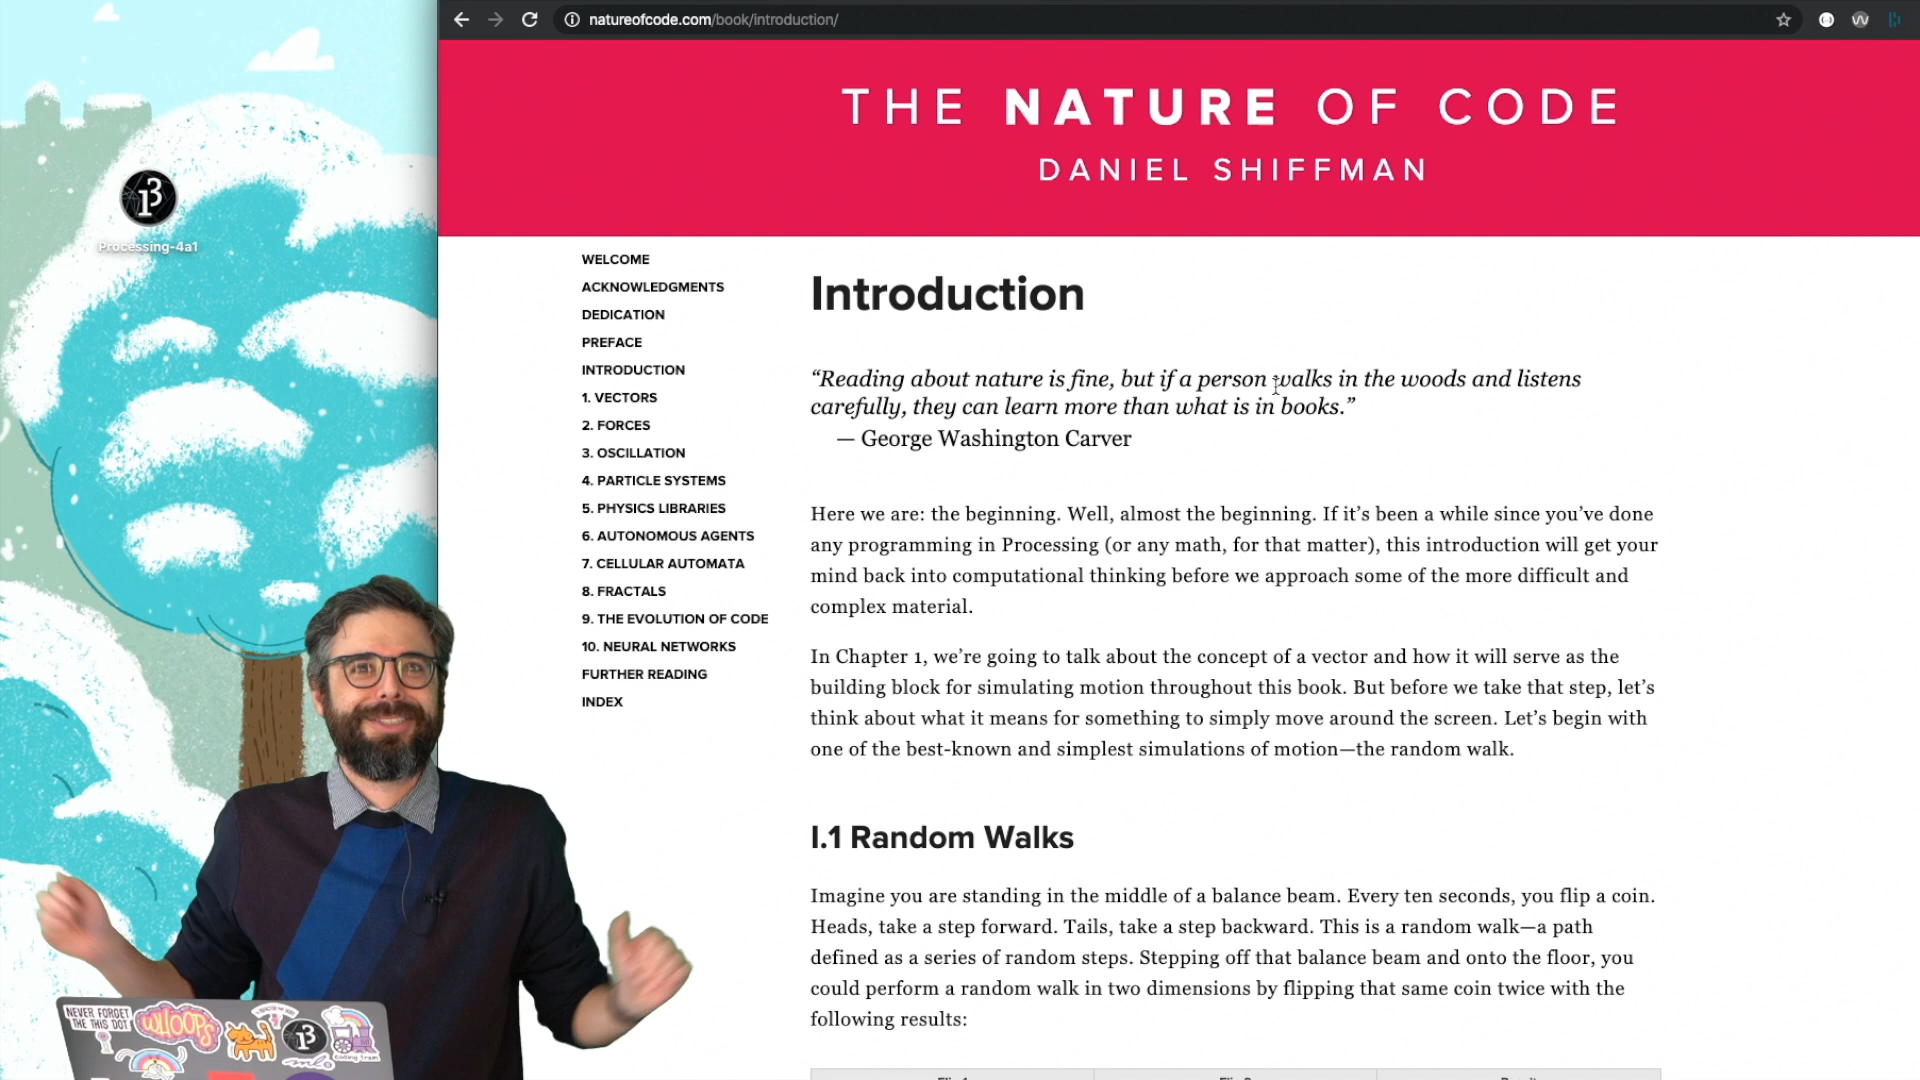 natureofcode.com/book/introduction/
THE NATURE OF CODE
DANIEL SHIFFMAN
Processing-4a1
WELCOME
ACKNOWLEDGMENTS
DEDICATION
PREFACE
INTRODUCTION
1. VECTORS
2. FORCES
3. OSCILLATION
4. PARTICLE SYSTEMS
5. PHYSICS LIBRARIES
6. AUTONOMOUS AGENTS
7. CELLULAR AUTOMATA
8. FRACTALS
9. THE EVOLUTION OF CODE
10. NEURAL NETWORKS
FURTHER READING
INDEX
Introduction
“Reading about nature is fine, but if a person walks in the woods and listens
carefully, they can learn more than what is in books.”
— George Washington Carver
Here we are: the beginning. Well, almost the beginning. If it’s been a while since you’ve done
any programming in Processing (or any math, for that matter), this introduction will get your
mind back into computational thinking before we approach some of the more difficult and
complex material.
In Chapter 1, we’re going to talk about the concept of a vector and how it will serve as the
building block for simulating motion throughout this book. But before we take that step, let’s
think about what it means for something to simply move around the screen. Let’s begin with
one of the best-known and simplest simulations of motion—the random walk.
I.1 Random Walks
Imagine you are standing in the middle of a balance beam. Every ten seconds, you flip a coin.
Heads, take a step forward. Tails, take a step backward. This is a random walk—a path
defined as a series of random steps. Stepping off that balance beam and onto the floor, you
could perform a random walk in two dimensions by flipping that same coin twice with the
following results:
NEVER FORGET
THE THIS DOT
WHOOPS
Coding Train